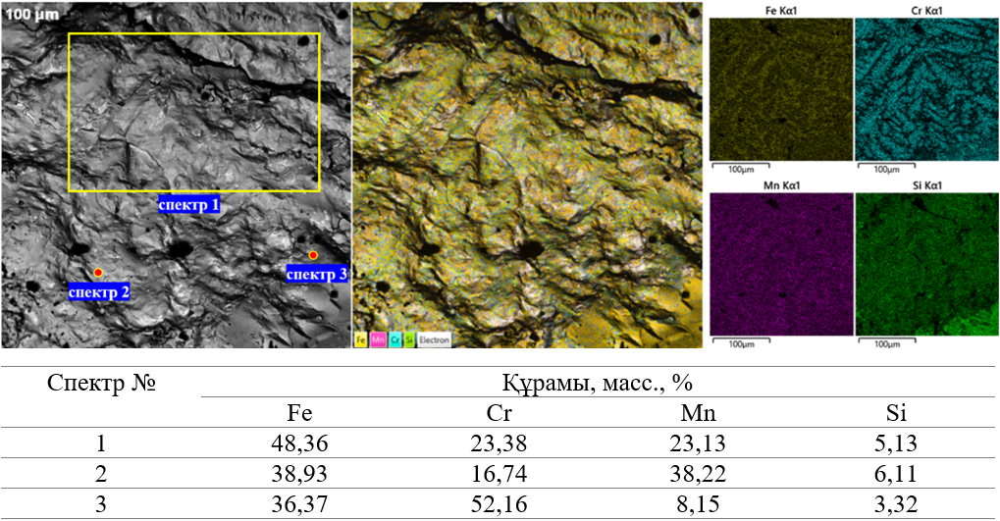 100 µm
спектр 1
спектр 2
спектр 3
Fe Mn Cr Si Electron
Fe Kα1
Cr Kα1
100µm
100µm
Mn Kα1
Si Kα1
100µm
100µm
Спектр № Құрамы, масс., %
Fe Cr Mn Si
1 48,36 23,38 23,13 5,13
2 38,93 16,74 38,22 6,11
3 36,37 52,16 8,15 3,32